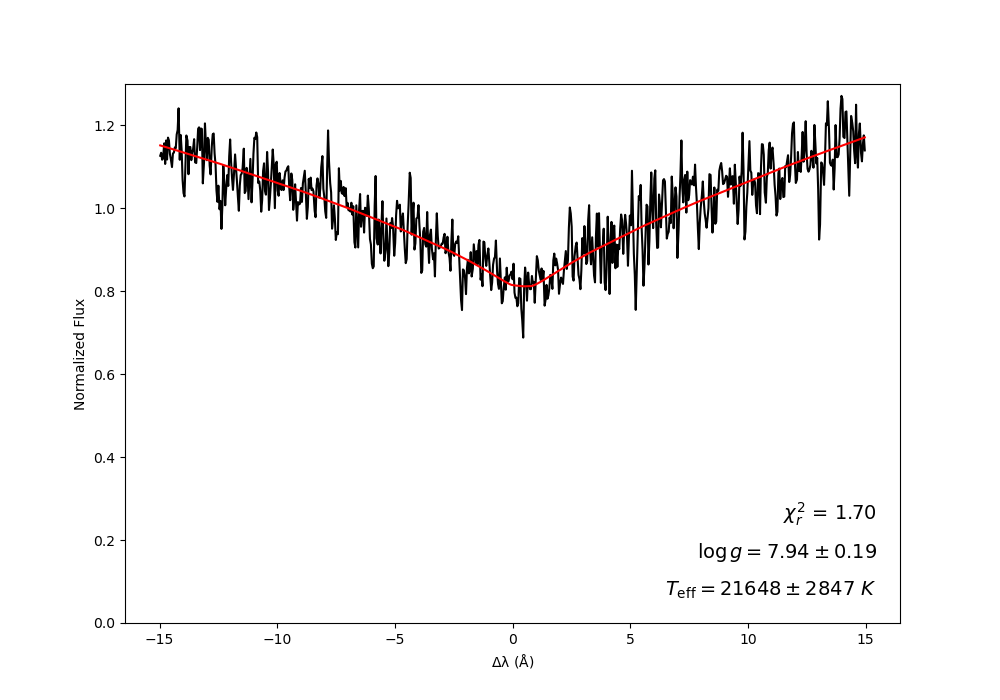 1.2
1.0
0.8
0.6
0.4
0.2
0.0
Normalized Flux
χ²ᵣ = 1.70
log g = 7.94 ± 0.19
T_eff = 21648 ± 2847 K
−15 −10 −5 0 5 10 15
Δλ (Å)